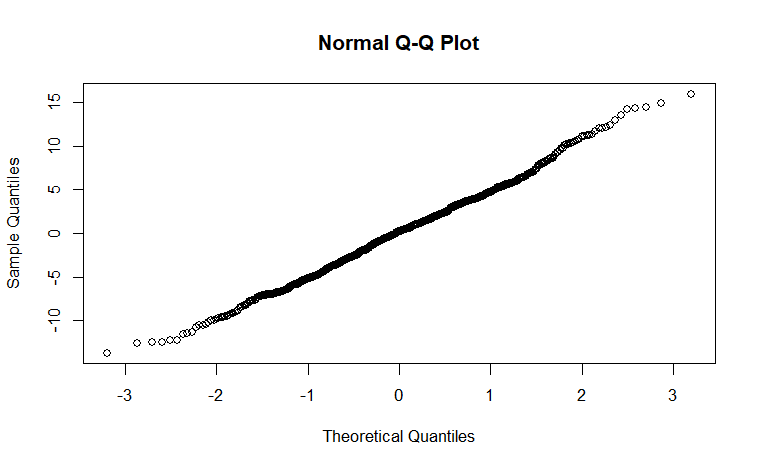 Normal Q-Q Plot
15
10
5
0
-5
-10
Sample Quantiles
-3 -2 -1 0 1 2 3
Theoretical Quantiles